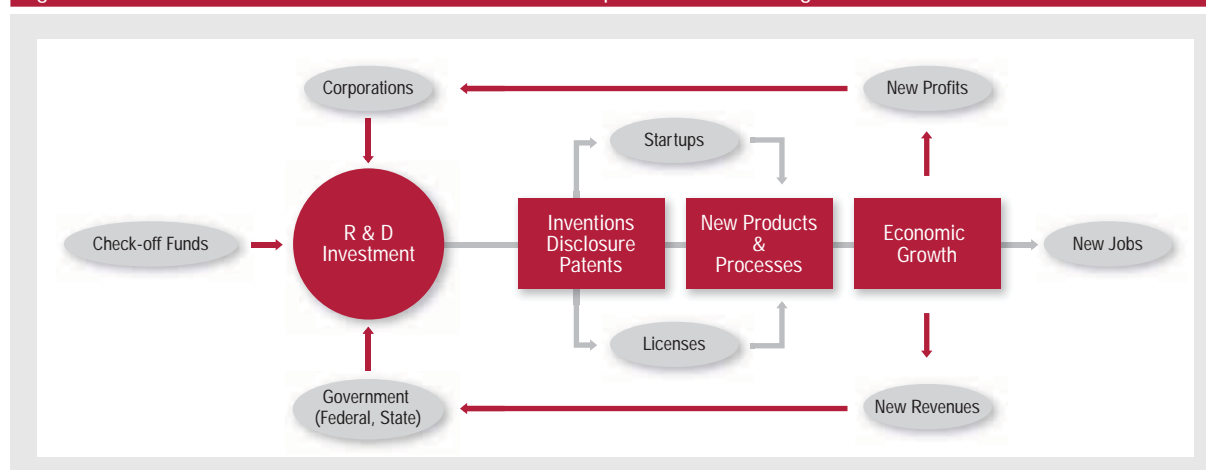 Corporations
New Profits
Startups
Check-off Funds
R & D
Investment
Inventions
Disclosure
Patents
New Products
&
Processes
Economic
Growth
New Jobs
Licenses
Government
(Federal, State)
New Revenues